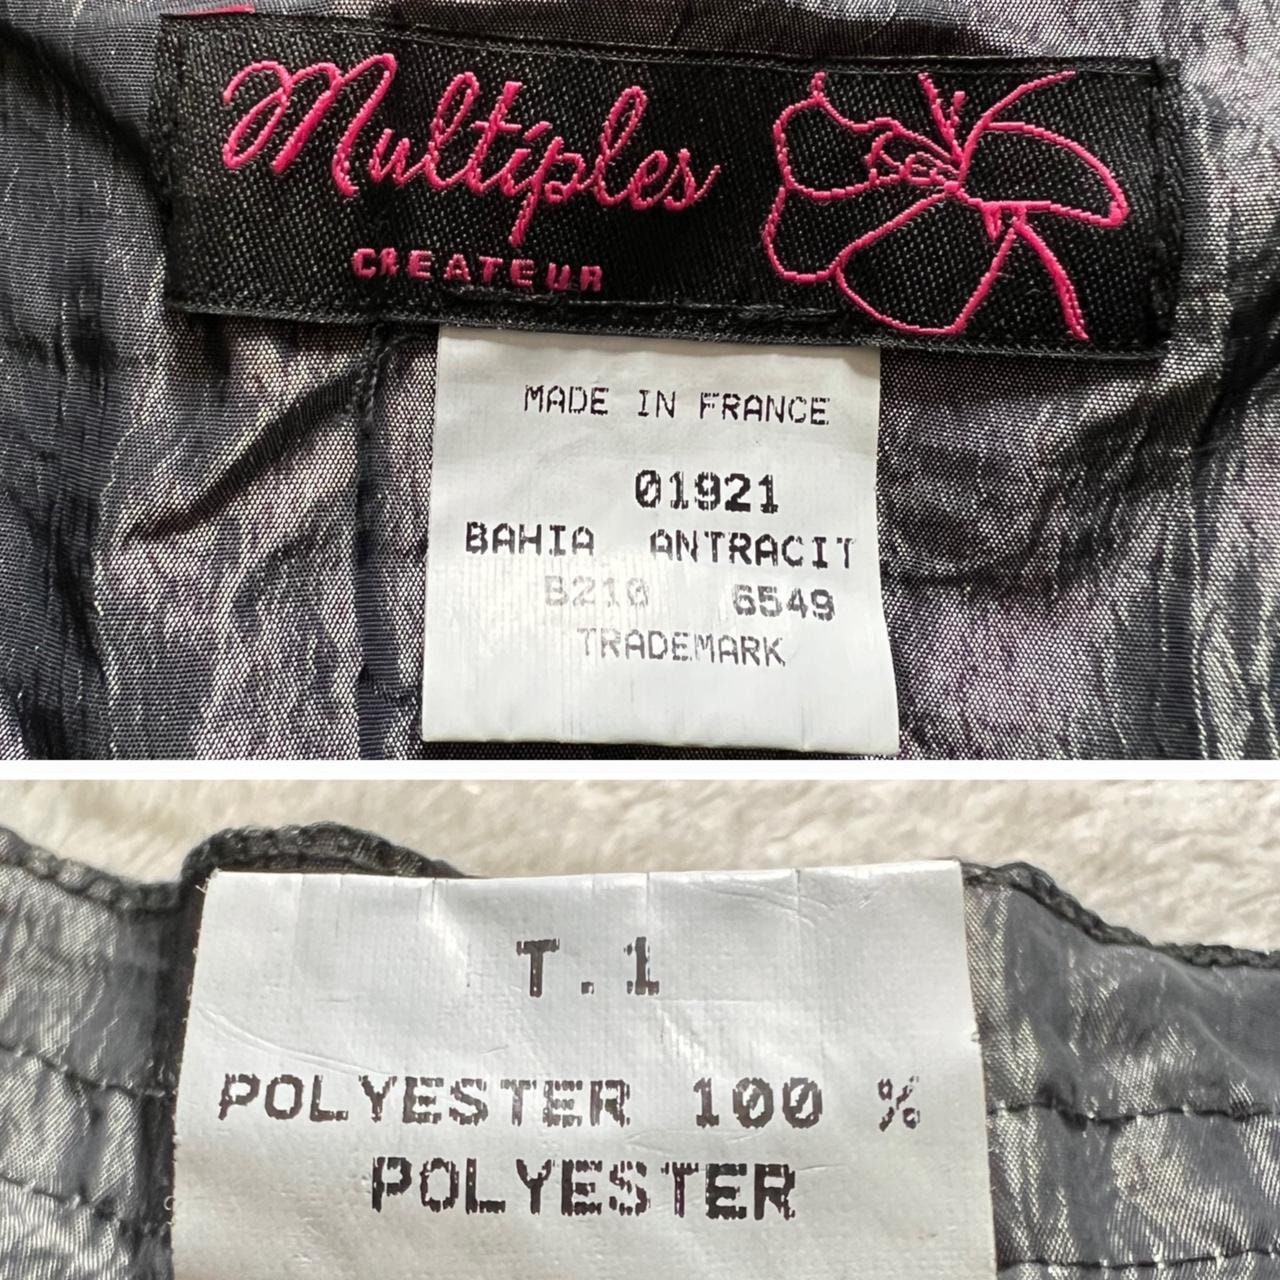 Multiples
CREATEUR
MADE IN FRANCE
01921
BAHIA ANTRACIT
B210 6549
TRADEMARK
T.1
POLYESTER 100 %
POLYESTER